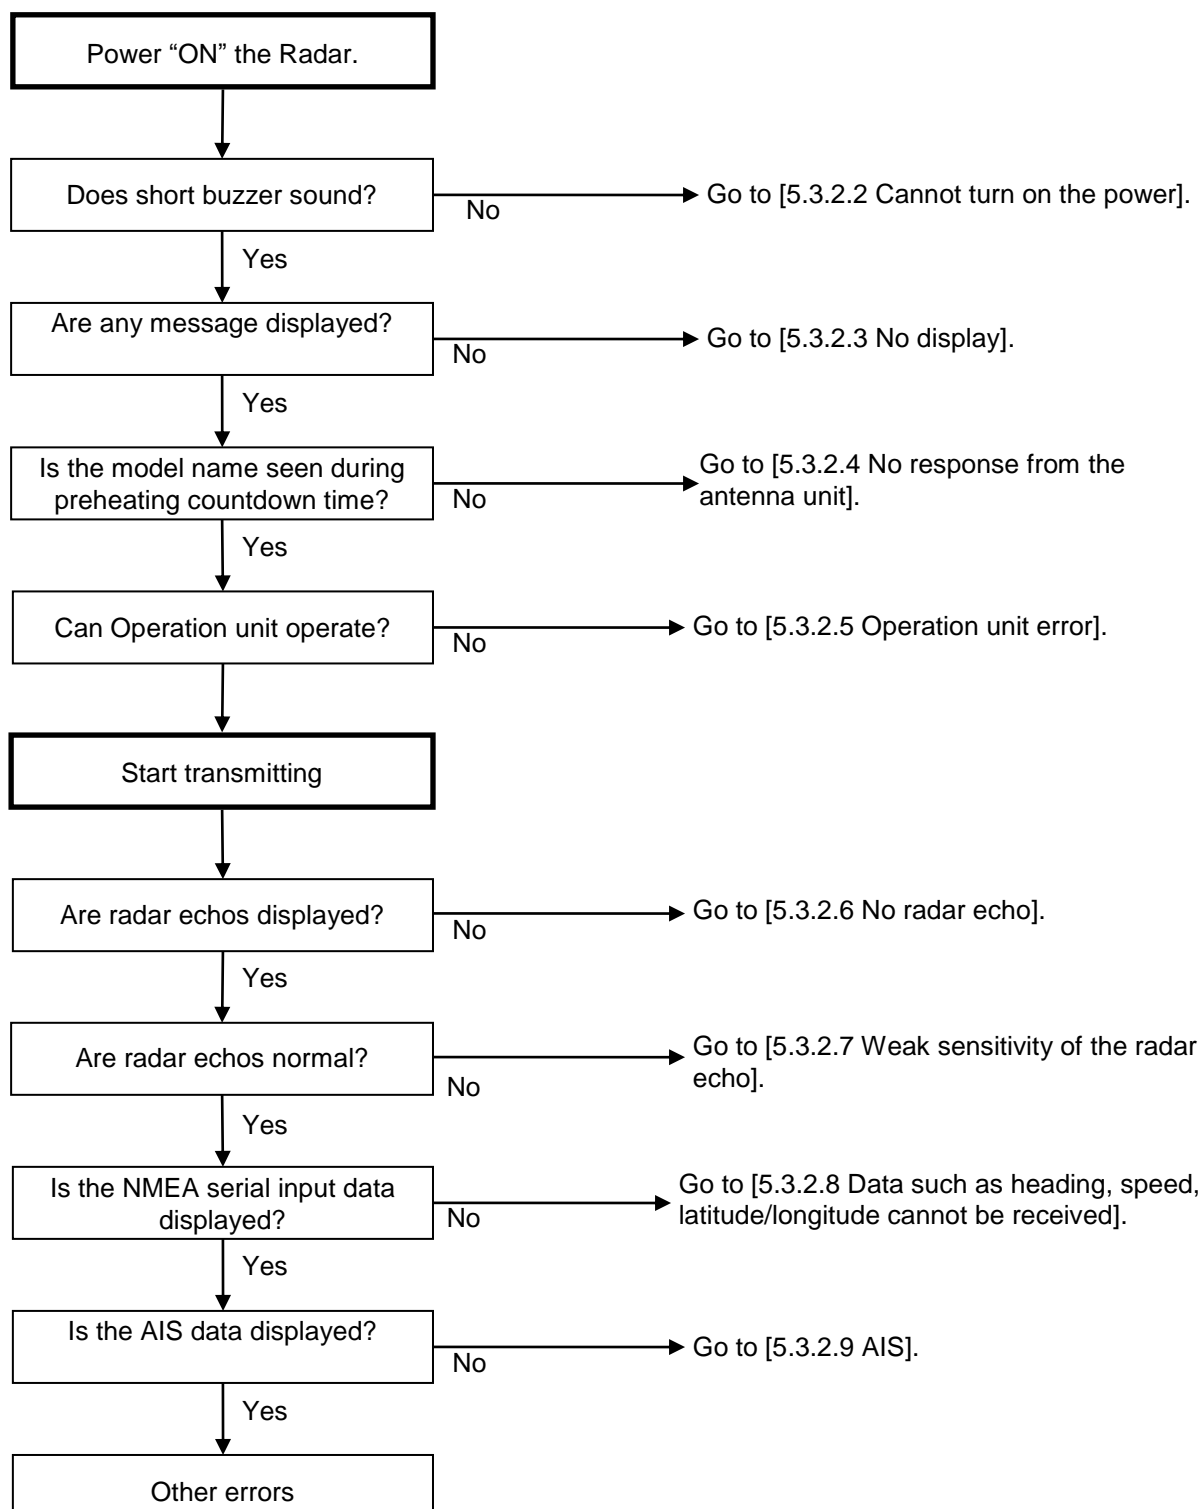 Power “ON” the Radar.
Does short buzzer sound?
No
Go to [5.3.2.2 Cannot turn on the power].
Yes
Are any message displayed?
No
Go to [5.3.2.3 No display].
Yes
Is the model name seen during
preheating countdown time?
No
Go to [5.3.2.4 No response from the
antenna unit].
Yes
Can Operation unit operate?
No
Go to [5.3.2.5 Operation unit error].
Start transmitting
Are radar echos displayed?
No
Go to [5.3.2.6 No radar echo].
Yes
Are radar echos normal?
No
Go to [5.3.2.7 Weak sensitivity of the radar
echo].
Yes
Is the NMEA serial input data
displayed?
No
Go to [5.3.2.8 Data such as heading, speed,
latitude/longitude cannot be received].
Yes
Is the AIS data displayed?
No
Go to [5.3.2.9 AIS].
Yes
Other errors